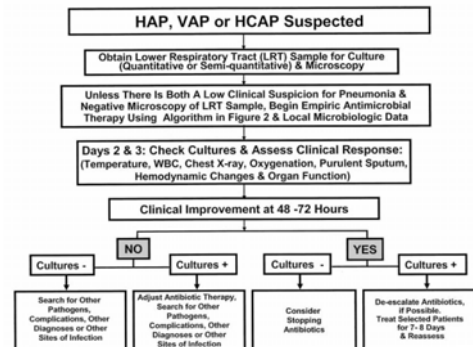 HAP, VAP or HCAP Suspected
Obtain Lower Respiratory Tract (LRT) Sample for Culture
(Quantitative or Semi-quantitative) & Microscopy
Unless There Is Both A Low Clinical Suspicion for Pneumonia &
Negative Microscopy of LRT Sample, Begin Empiric Antimicrobial
Therapy Using Algorithm in Figure 2 & Local Microbiologic Data
Days 2 & 3: Check Cultures & Assess Clinical Response:
(Temperature, WBC, Chest X-ray, Oxygenation, Purulent Sputum,
Hemodynamic Changes & Organ Function)
Clinical Improvement at 48 -72 Hours
NO
YES
Cultures -
Cultures +
Cultures -
Cultures +
Search for Other
Pathogens,
Complications, Other
Diagnoses or Other
Sites of Infection
Adjust Antibiotic Therapy,
Search for Other
Pathogens,
Complications, Other
Diagnoses or Other
Sites of Infection
Consider
Stopping
Antibiotics
De-escalate Antibiotics,
if Possible.
Treat Selected Patients
for 7- 8 Days
& Reassess